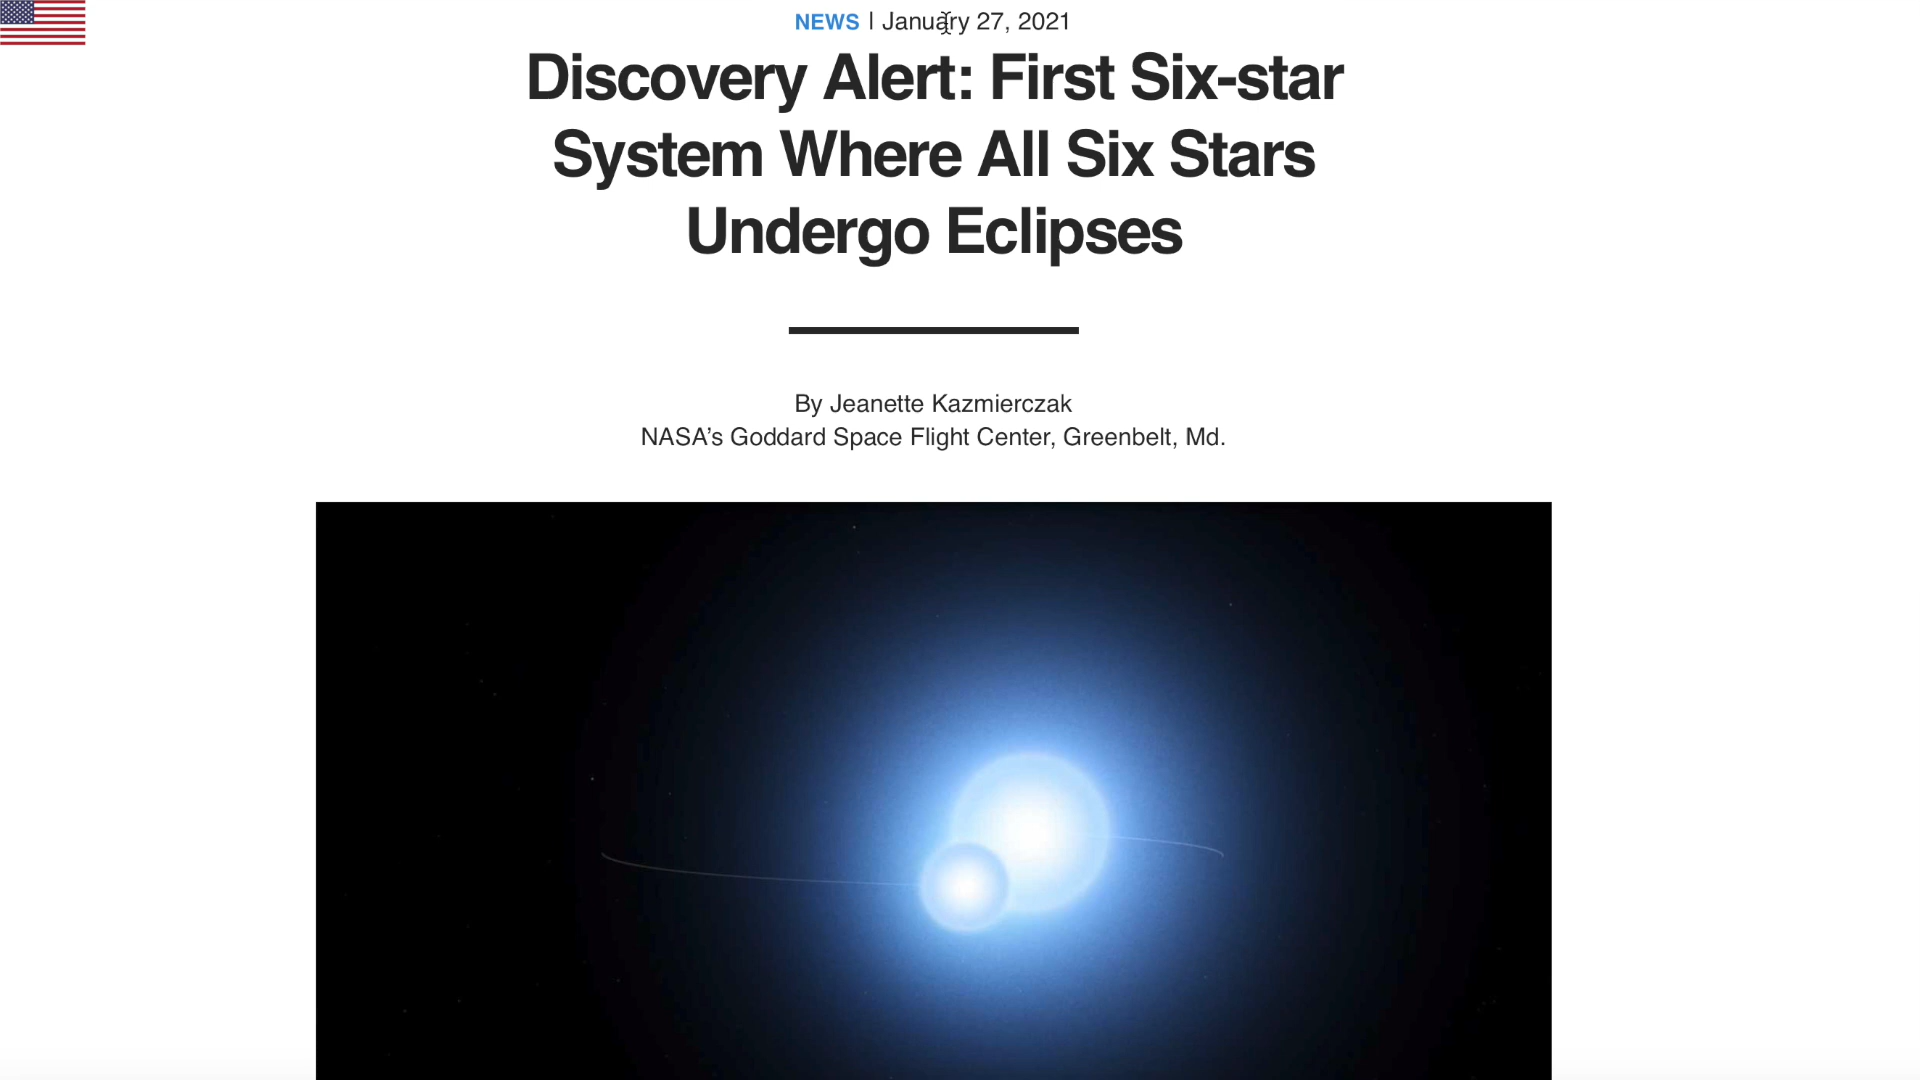 NEWS | January 27, 2021
Discovery Alert: First Six-star
System Where All Six Stars
Undergo Eclipses
By Jeanette Kazmierczak
NASA’s Goddard Space Flight Center, Greenbelt, Md.